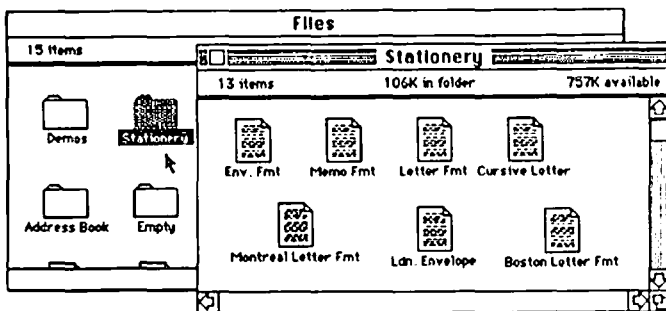 Files
15 items
Stationery
13 items 106K in folder 757K available
Demos Stationery
Env. Fmt Memo Fmt Letter Fmt Cursive Letter
Address Book Empty
Montreal Letter Fmt Ldn. Envelope Boston Letter Fmt